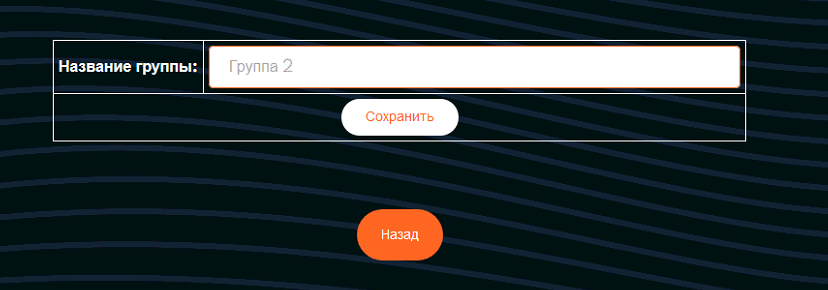 Название группы:
Группа 2
Сохранить
Назад